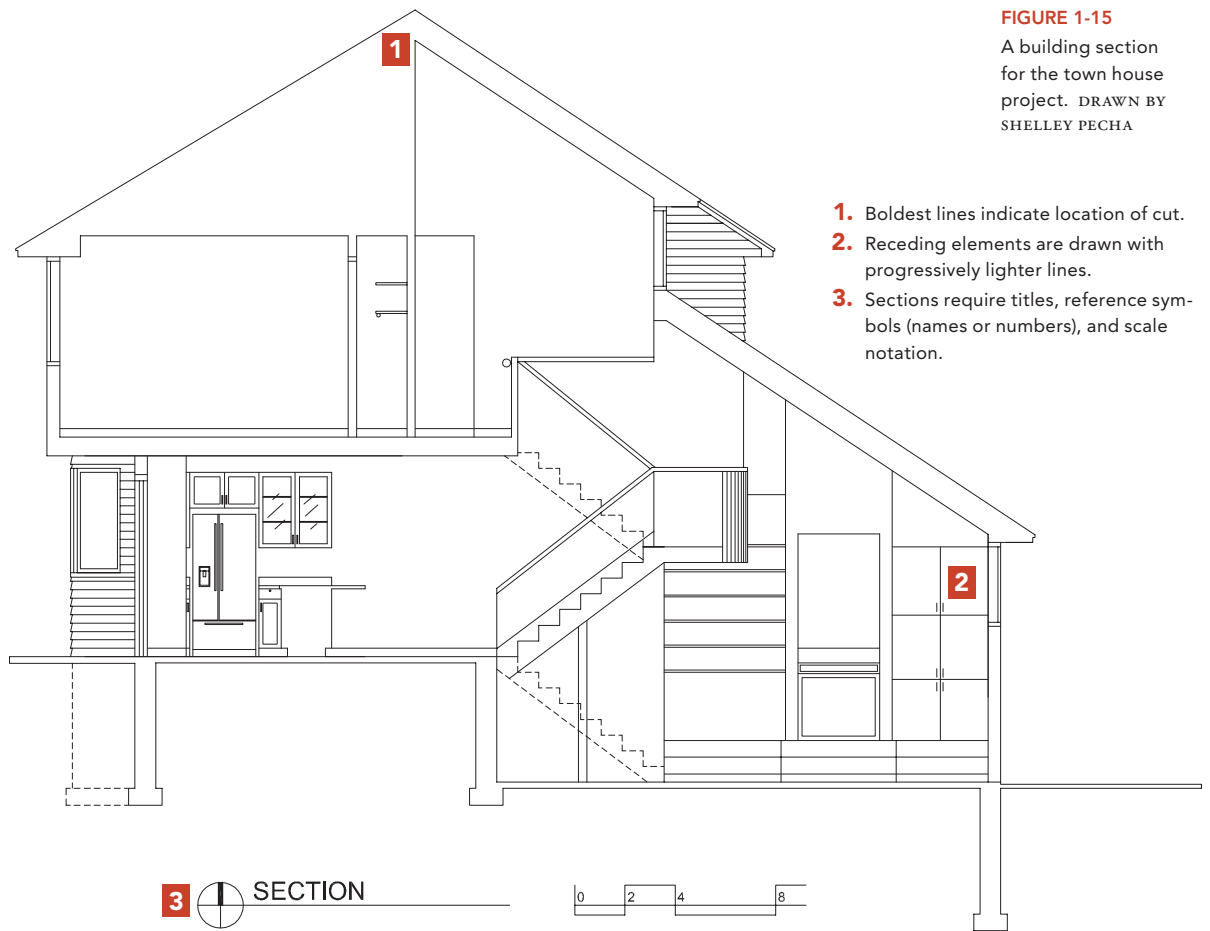 FIGURE 1-15
A building section
for the town house
project. DRAWN BY
SHELLEY PECHA
1
1. Boldest lines indicate location of cut.
2. Receding elements are drawn with
progressively lighter lines.
3. Sections require titles, reference sym-
bols (names or numbers), and scale
notation.
2
3 SECTION
0 2 4 8